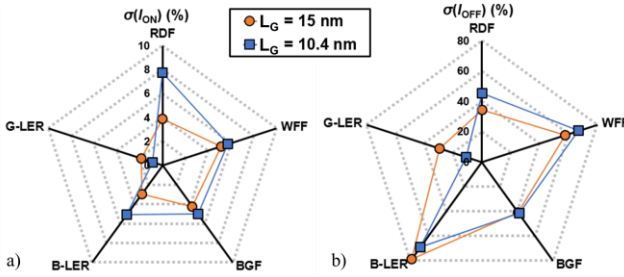 σ(I_ON) (%)
RDF
10
8
6
4
2
0
WFF
BGF
B-LER
G-LER
a)
L_G = 15 nm
L_G = 10.4 nm
σ(I_OFF) (%)
RDF
80
60
40
20
0
WFF
BGF
B-LER
G-LER
b)